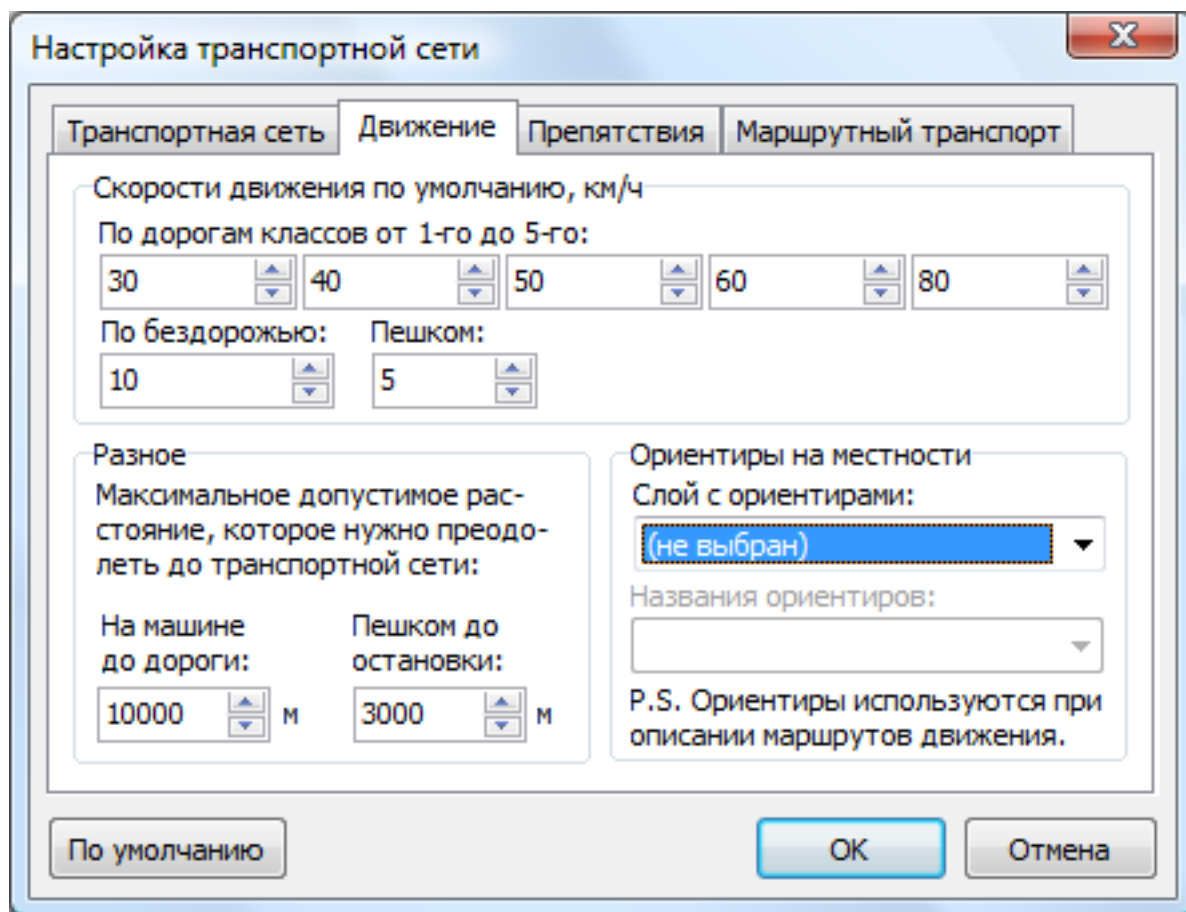 Настройка транспортной сети
Транспортная сеть Движение Препятствия Маршрутный транспорт
Скорости движения по умолчанию, км/ч
По дорогам классов от 1-го до 5-го:
30 40 50 60 80
По бездорожью: Пешком:
10 5
Разное
Максимальное допустимое рас-
стояние, которое нужно преодо-
леть до транспортной сети:
На машине
до дороги:
10000 м
Пешком до
остановки:
3000 м
Ориентиры на местности
Слой с ориентирами:
(не выбран)
Названия ориентиров:
P.S. Ориентиры используются при
описании маршрутов движения.
По умолчанию OK Отмена